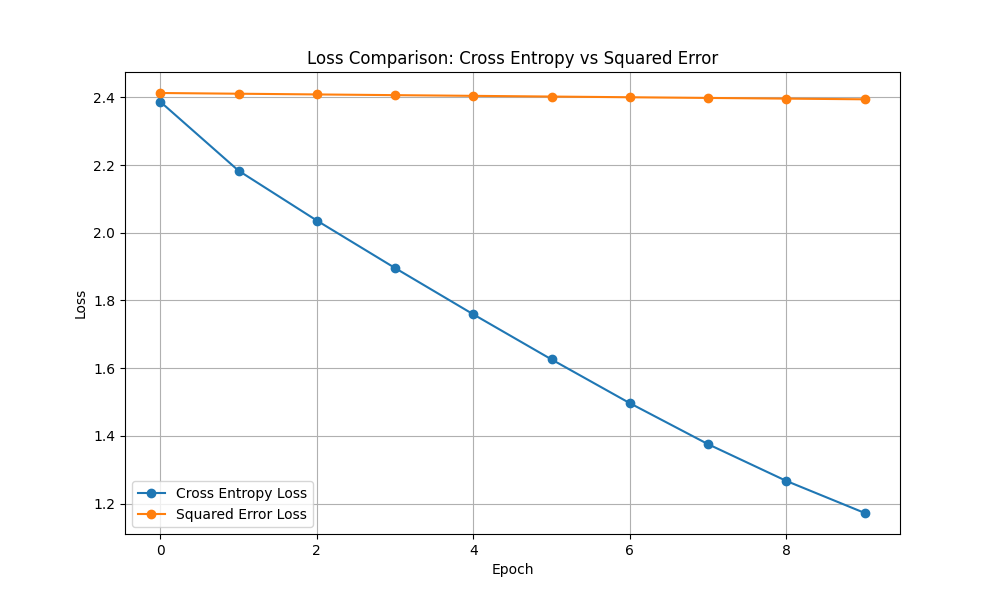 Loss Comparison: Cross Entropy vs Squared Error
2.4
2.2
2.0
1.8
1.6
1.4
1.2
Loss
Cross Entropy Loss
Squared Error Loss
0 2 4 6 8
Epoch